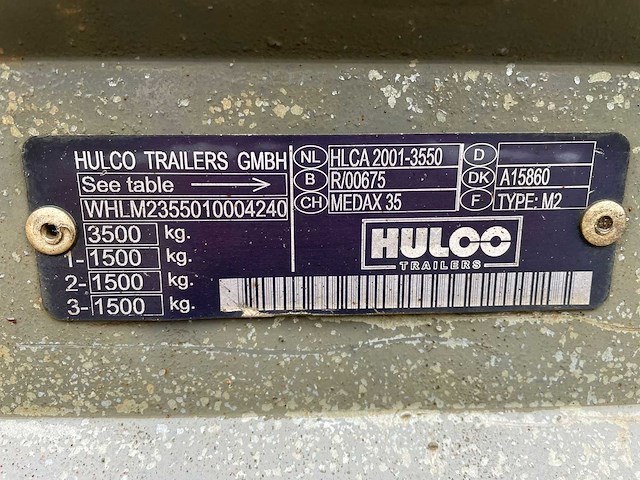 HULCO TRAILERS GMBH
See table
WHLM2355010004240
3500 kg.
1- 1500 kg.
2- 1500 kg.
3- 1500 kg.
NL HLCA 2001-3550 D
B R/00675 DK A15860
CH MEDAX 35 F TYPE: M2
HULCO
TRAILERS